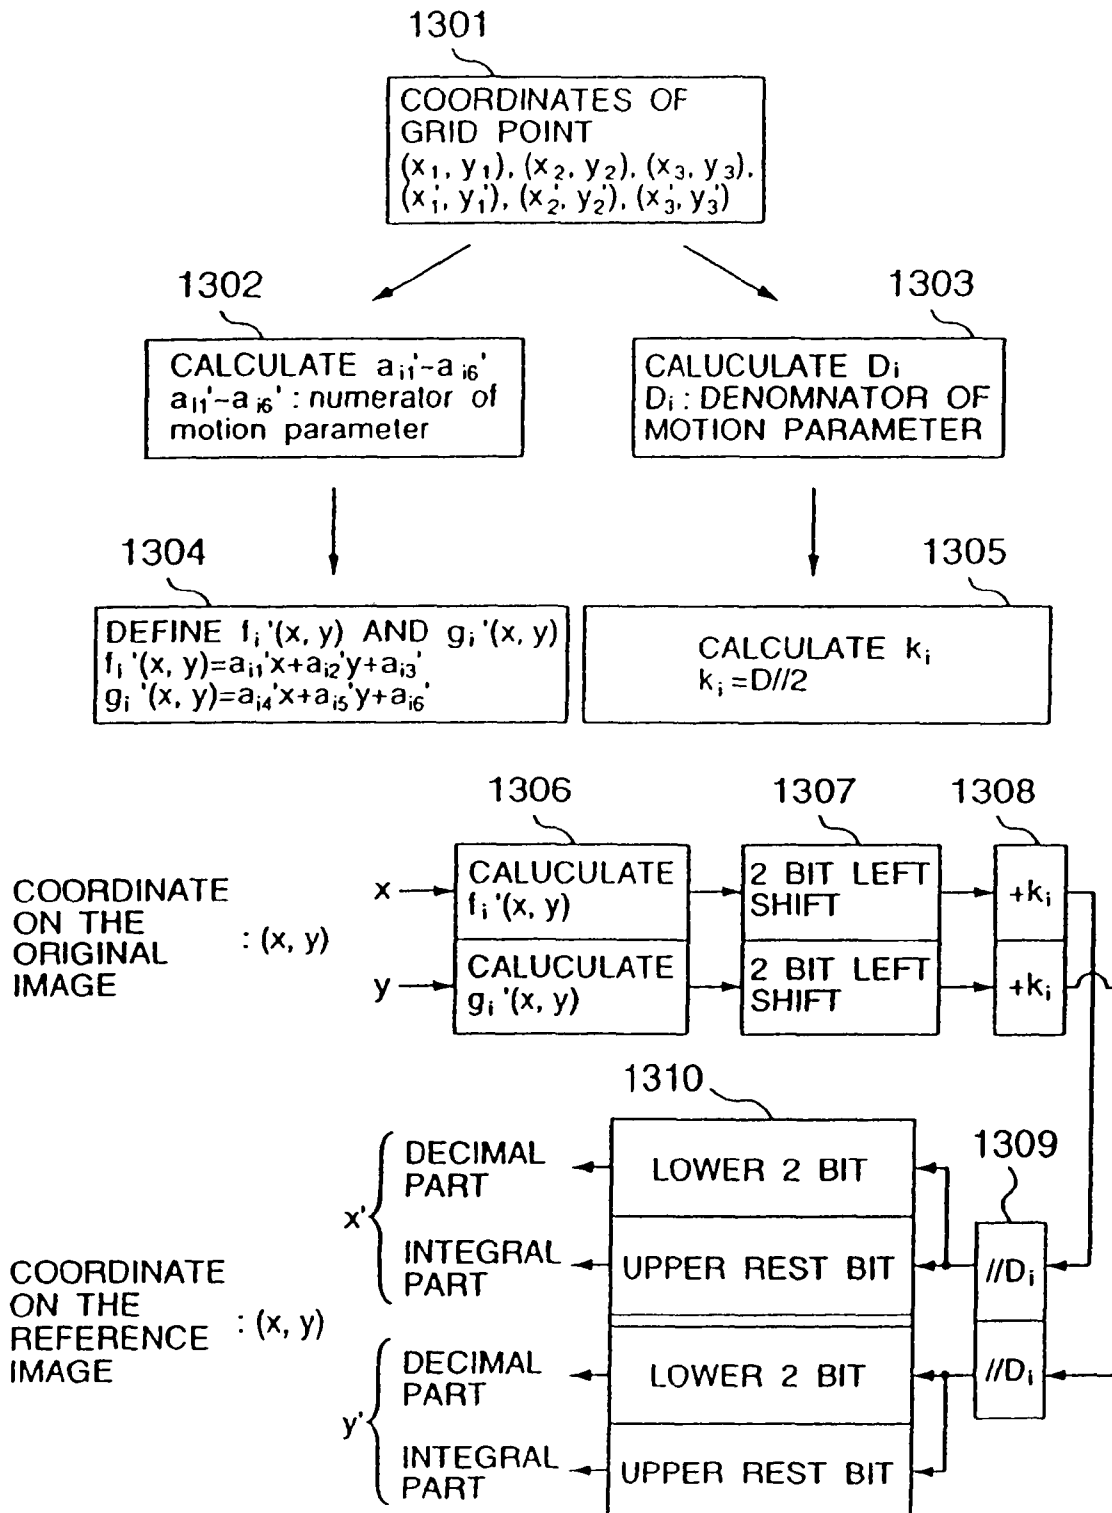 1301
COORDINATES OF
GRID POINT
(x₁, y₁), (x₂, y₂), (x₃, y₃),
(x₁', y₁'), (x₂', y₂'), (x₃', y₃')
1302
CALCULATE aᵢ₁'~aᵢ₆'
aᵢ₁'~aᵢ₆' : numerator of
motion parameter
1303
CALUCULATE Dᵢ
Dᵢ : DENOMNATOR OF
MOTION PARAMETER
1304
DEFINE fᵢ'(x, y) AND gᵢ'(x, y)
fᵢ'(x, y)=aᵢ₁'x+aᵢ₂'y+aᵢ₃'
gᵢ'(x, y)=aᵢ₄'x+aᵢ₅'y+aᵢ₆'
1305
CALCULATE kᵢ
kᵢ=D//2
1306
1307
1308
COORDINATE
ON THE
ORIGINAL
IMAGE
: (x, y)
x
CALUCULATE
fᵢ'(x, y)
2 BIT LEFT
SHIFT
+kᵢ
y
CALUCULATE
gᵢ'(x, y)
2 BIT LEFT
SHIFT
+kᵢ
1310
1309
COORDINATE
ON THE
REFERENCE
IMAGE
: (x, y)
x'
DECIMAL
PART
LOWER 2 BIT
INTEGRAL
PART
UPPER REST BIT
//Dᵢ
y'
DECIMAL
PART
LOWER 2 BIT
//Dᵢ
INTEGRAL
PART
UPPER REST BIT